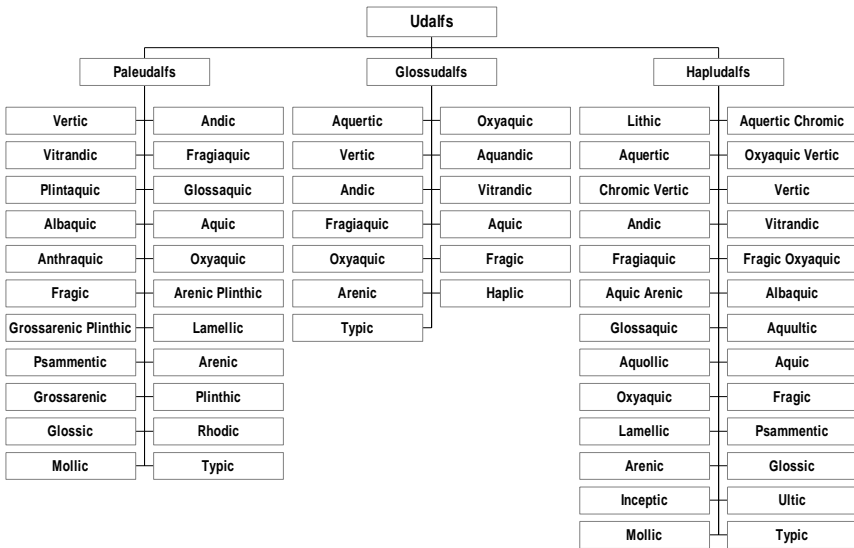 Udalfs
Paleudalfs Glossudalfs Hapludalfs
Vertic Andic Aquertic Oxyaquic Lithic Aquertic Chromic
Vitrandic Fragiaquic Vertic Aquandic Aquertic Oxyaquic Vertic
Plintaquic Glossaquic Andic Vitrandic Chromic Vertic Vertic
Albaquic Aquic Fragiaquic Aquic Andic Vitrandic
Anthraquic Oxyaquic Oxyaquic Fragic Fragiaquic Fragic Oxyaquic
Fragic Arenic Plinthic Arenic Haplic Aquic Arenic Albaquic
Grossarenic Plinthic Lamellic Typic Glossaquic Aquultic
Psammentic Arenic Aquollic Aquic
Grossarenic Plinthic Oxyaquic Fragic
Glossic Rhodic Lamellic Psammentic
Mollic Typic Arenic Glossic
Inceptic Ultic
Mollic Typic